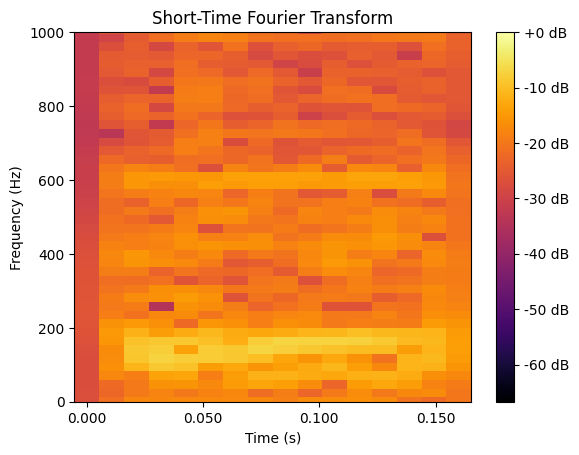 Short-Time Fourier Transform
1000
800
600
400
200
0
Frequency (Hz)
0.000
0.050
0.100
0.150
Time (s)
+0 dB
-10 dB
-20 dB
-30 dB
-40 dB
-50 dB
-60 dB